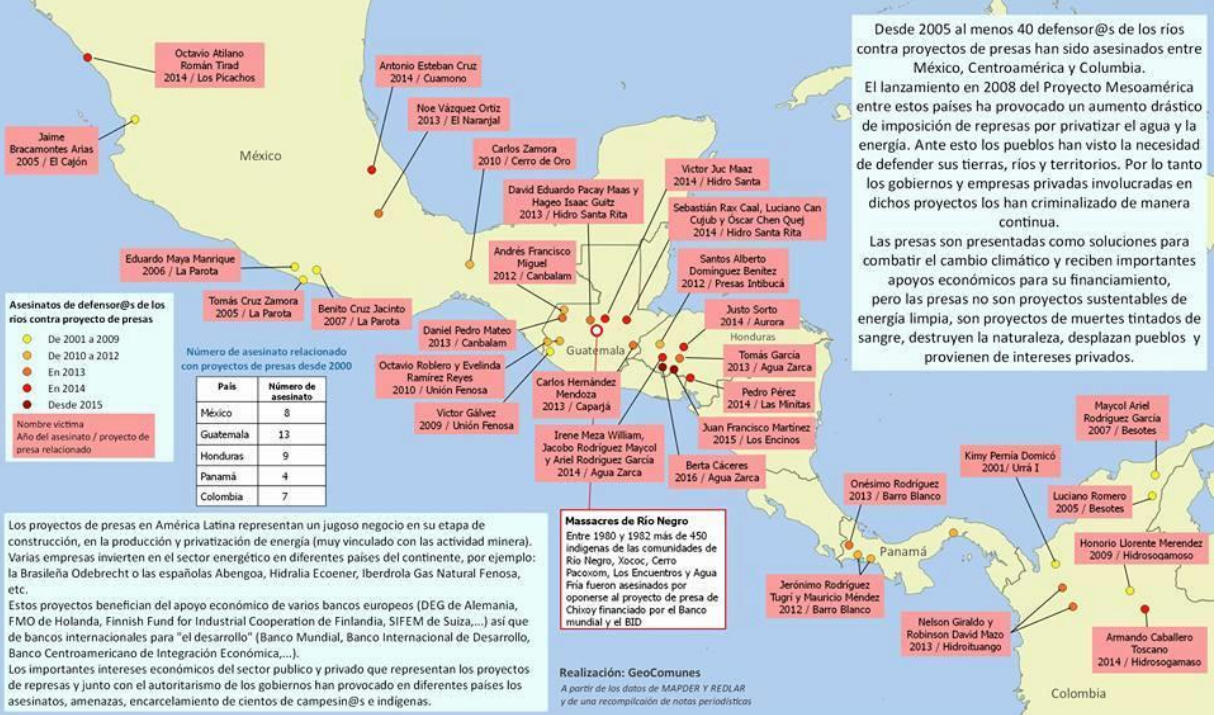 Desde 2005 al menos 40 defensor@s de los ríos
contra proyectos de presas han sido asesinados entre
México, Centroamérica y Columbia.
El lanzamiento en 2008 del Proyecto Mesoamérica
entre estos países ha provocado un aumento drástico
de imposición de represas por privatizar el agua y la
energía. Ante esto los pueblos han visto la necesidad
de defender sus tierras, ríos y territorios. Por lo tanto
los gobiernos y empresas privadas involucradas en
dichos proyectos los han criminalizado de manera
continua.
Las presas son presentadas como soluciones para
combatir el cambio climático y reciben importantes
apoyos económicos para su financiamiento,
pero las presas no son proyectos sustentables de
energía limpia, son proyectos de muertes tintados de
sangre, destruyen la naturaleza, desplazan pueblos y
provienen de intereses privados.
Octavio Atilano
Román Tirad
2014 / Los Picachos
Jaime
Bracamontes Arias
2005 / El Cajón
México
Antonio Esteban Cruz
2014 / Cuamono
Noe Vázquez Ortiz
2013 / El Naranjal
Carlos Zamora
2010 / Cerro de Oro
David Eduardo Pacay Maas y
Hageo Isaac Guitz
2013 / Hidro Santa Rita
Victor Juc Maaz
2014 / Hidro Santa
Sebastián Rax Caal, Luciano Can
Cujub y Óscar Chen Quej
2014 / Hidro Santa Rita
Andrés Francisco
Miguel
2012 / Canbalam
Santos Alberto
Domínguez Benítez
2012 / Presas Intibucá
Eduardo Maya Manrique
2006 / La Parota
Tomás Cruz Zamora
2005 / La Parota
Benito Cruz Jacinto
2007 / La Parota
Daniel Pedro Mateo
2013 / Canbalam
Guatemala
Justo Sorto
2014 / Aurora
Honduras
Tomás García
2013 / Agua Zarca
Octavio Roblero y Evelinda
Ramírez Reyes
2010 / Unión Fenosa
Carlos Hernández
Mendoza
2013 / Caparjá
Pedro Pérez
2014 / Las Minitas
Victor Gálvez
2009 / Unión Fenosa
Juan Francisco Martínez
2015 / Los Encinos
Irene Meza William,
Jacobo Rodríguez Maycol
y Ariel Rodríguez García
2014 / Agua Zarca
Berta Cáceres
2016 / Agua Zarca
Asesinatos de defensor@s de los
rios contra proyecto de presas
De 2001 a 2009
De 2010 a 2012
En 2013
En 2014
Desde 2015
Nombre victima
Año del asesinato / proyecto de
presa relacionado
Número de asesinato relacionado
con proyectos de presas desde 2000
País Número de
asesinato
México 8
Guatemala 13
Honduras 9
Panamá 4
Colombia 7
Maycol Ariel
Rodríguez García
2007 / Besotes
Kimy Pernía Domicó
2001/ Urrá I
Onésimo Rodríguez
2013 / Barro Blanco
Luciano Romero
2005 / Besotes
Panamá
Honorio Llorente Merendez
2009 / Hidrosogamoso
Jerónimo Rodríguez
Tugri y Mauricio Méndez
2012 / Barro Blanco
Nelson Giraldo y
Robinson David Mazo
2013 / Hidroituango
Armando Caballero
Toscano
2014 / Hidrosogamaso
Colombia
Massacres de Río Negro
Entre 1980 y 1982 más de 450
indigenas de las comunidades de
Río Negro, Xococ, Cerro
Pacoxom, Los Encuentros y Agua
Fría fueron asesinados por
oponerse al proyecto de presa de
Chixoy financiado por el Banco
mundial y el BID
Los proyectos de presas en América Latina representan un jugoso negocio en su etapa de
construcción, en la producción y privatización de energía (muy vinculado con las actividad minera).
Varias empresas invierten en el sector energético en diferentes países del continente, por ejemplo:
la Brasileña Odebrecht o las españolas Abengoa, Hidralia Ecoener, Iberdrola Gas Natural Fenosa,
etc.
Estos proyectos benefician del apoyo económico de varios bancos europeos (DEG de Alemania,
FMO de Holanda, Finnish Fund for Industrial Cooperation de Finlandia, SIFEM de Suiza,...) así que
de bancos internacionales para "el desarrollo" (Banco Mundial, Banco Internacional de Desarrollo,
Banco Centroamericano de Integración Económica,...).
Los importantes intereses económicos del sector publico y privado que representan los proyectos
de represas y junto con el autoritarismo de los gobiernos han provocado en diferentes países los
asesinatos, amenazas, encarcelamiento de cientos de campesin@s e indígenas.
Realización: GeoComunes
A partir de los datos de MAPDER Y REDLAR
y de una recompilcaión de notas periodísticas